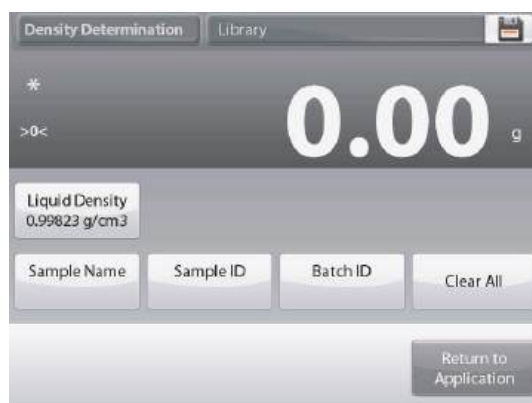 Density Determination Library
*
>0<
0.00 g
Liquid Density
0.99823 g/cm3
Sample Name Sample ID Batch ID Clear All
Return to
Application